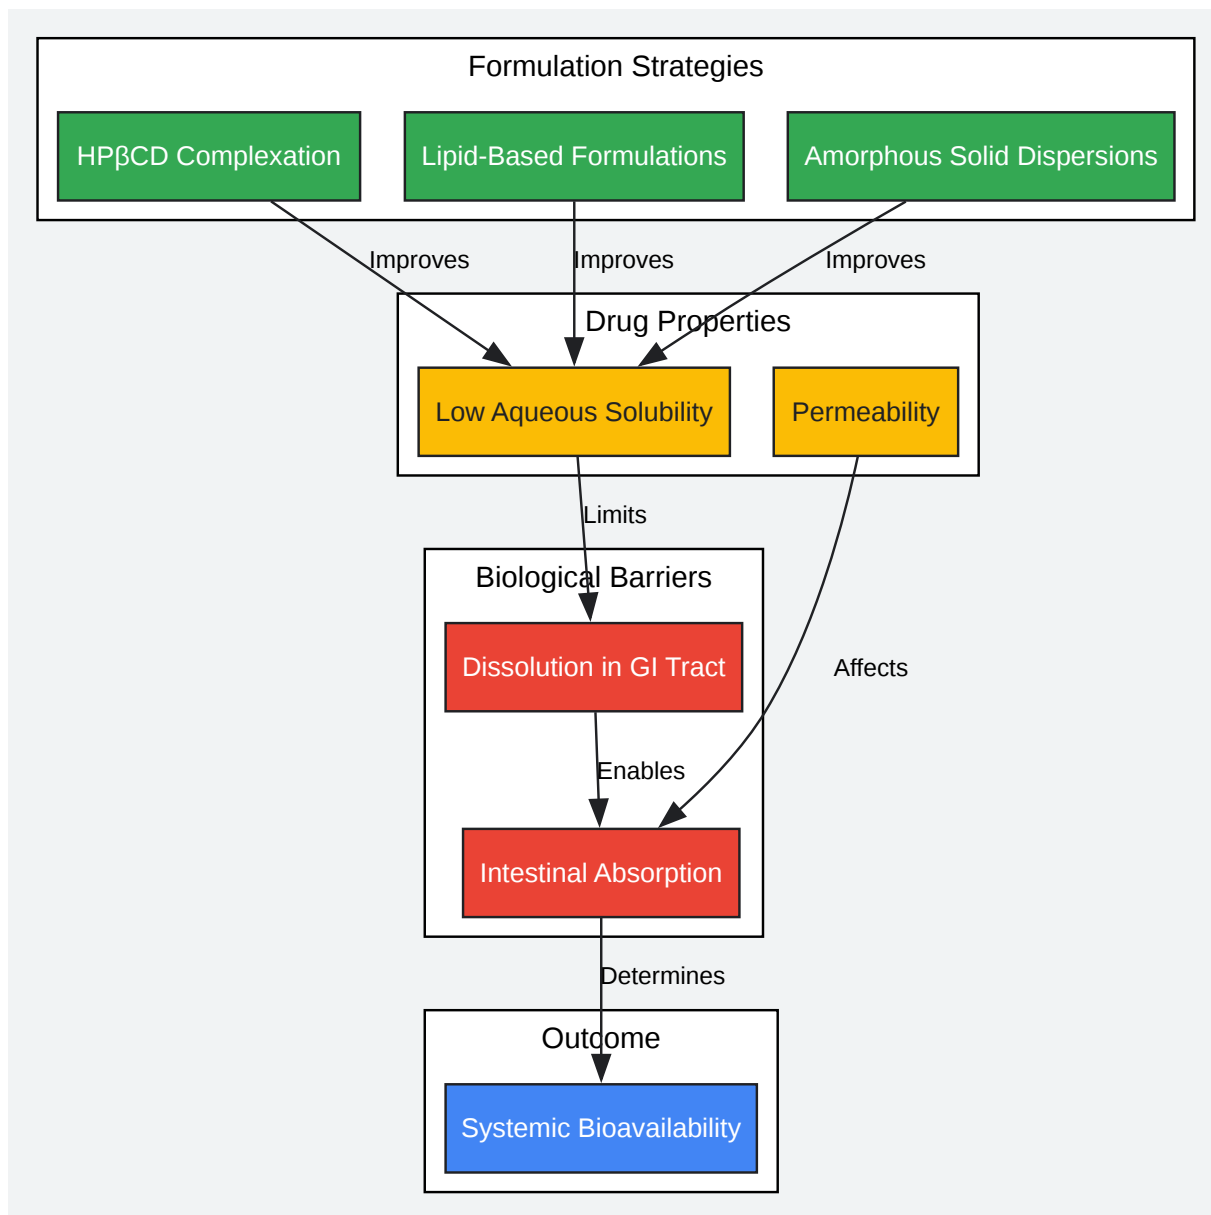 Formulation Strategies
HPβCD Complexation
Lipid-Based Formulations
Amorphous Solid Dispersions
Improves
Improves
Improves
Drug Properties
Low Aqueous Solubility
Permeability
Limits
Biological Barriers
Dissolution in GI Tract
Affects
Enables
Intestinal Absorption
Determines
Outcome
Systemic Bioavailability